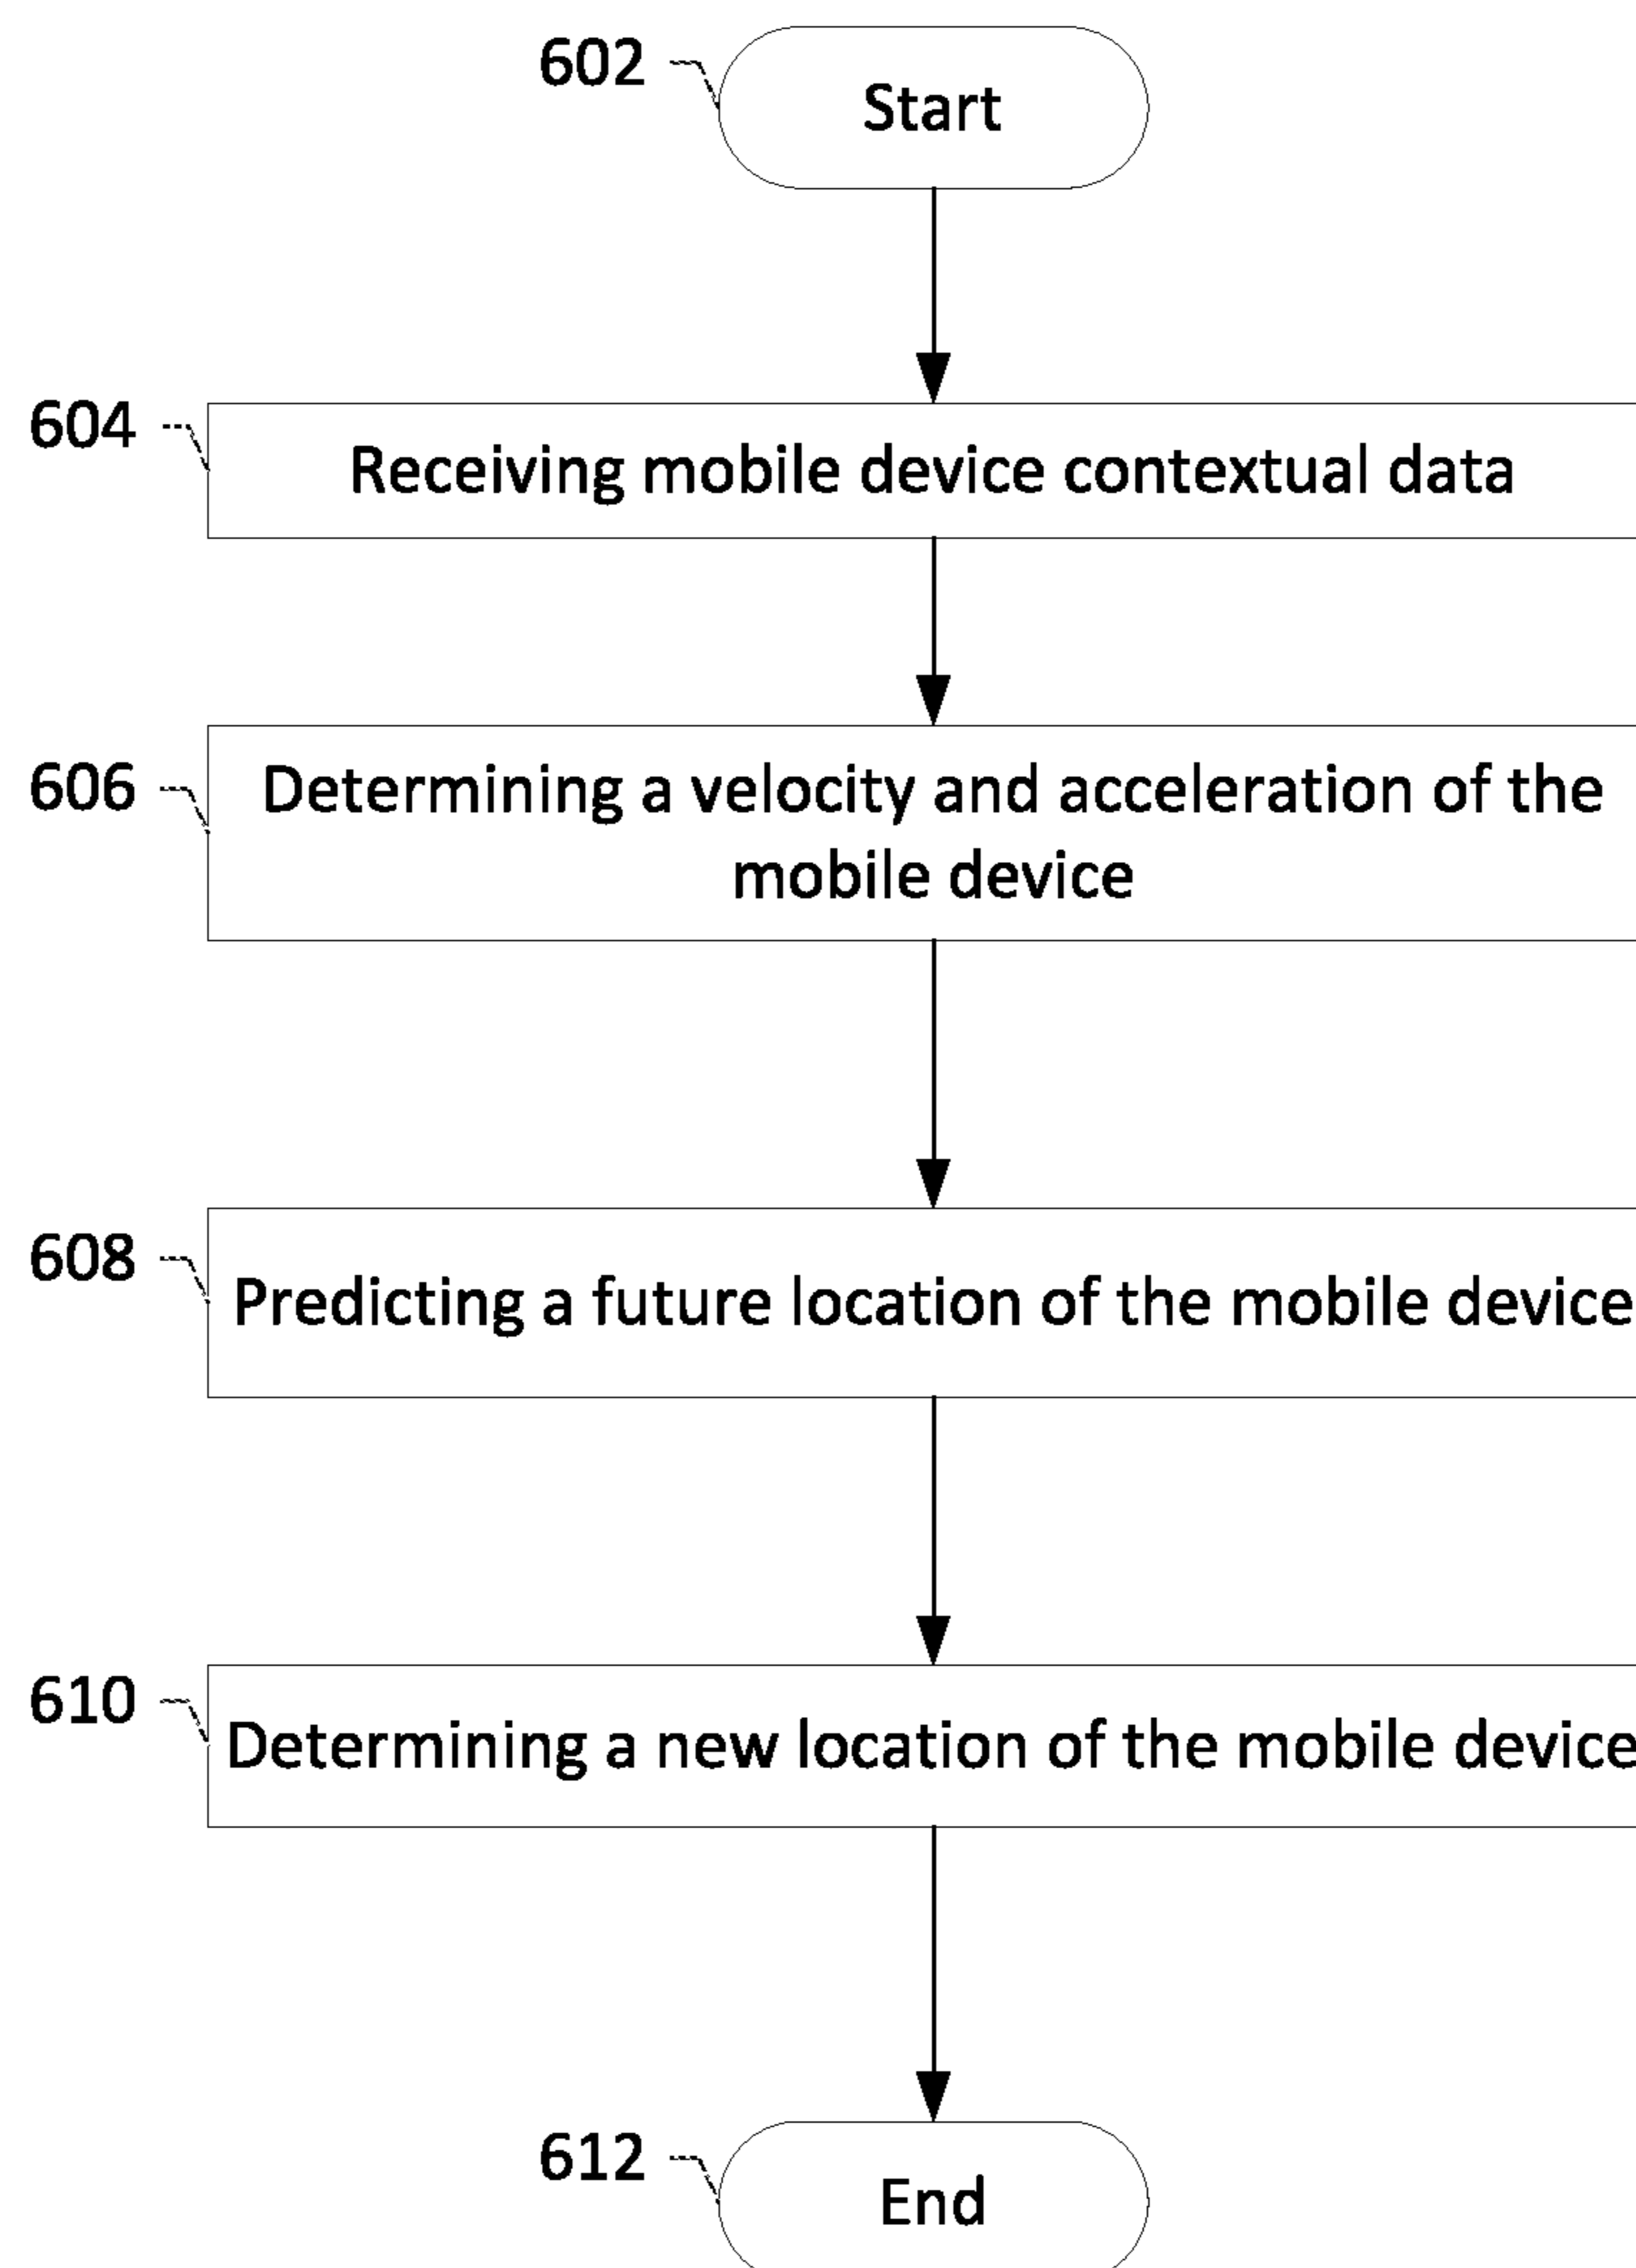 602
Start
604
Receiving mobile device contextual data
606
Determining a velocity and acceleration of the
mobile device
608
Predicting a future location of the mobile device
610
Determining a new location of the mobile device
612
End